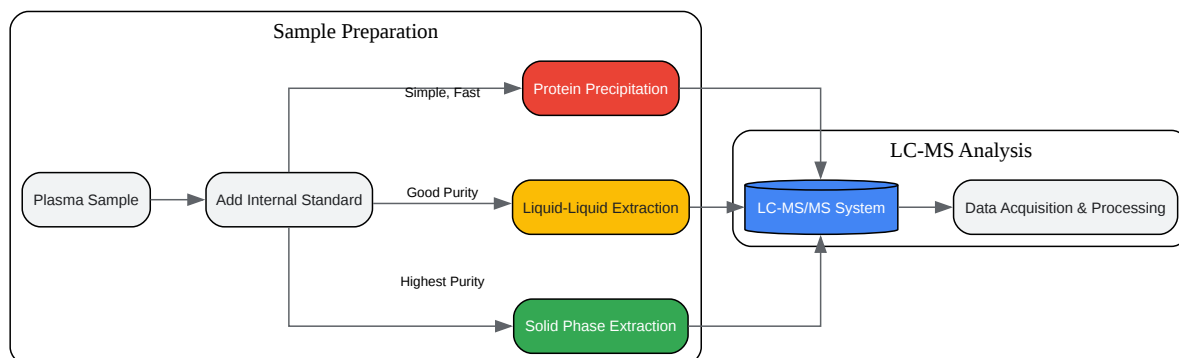 Sample Preparation
Simple, Fast
Protein Precipitation
LC-MS Analysis
Plasma Sample
Add Internal Standard
Good Purity
Liquid-Liquid Extraction
LC-MS/MS System
Data Acquisition & Processing
Highest Purity
Solid Phase Extraction